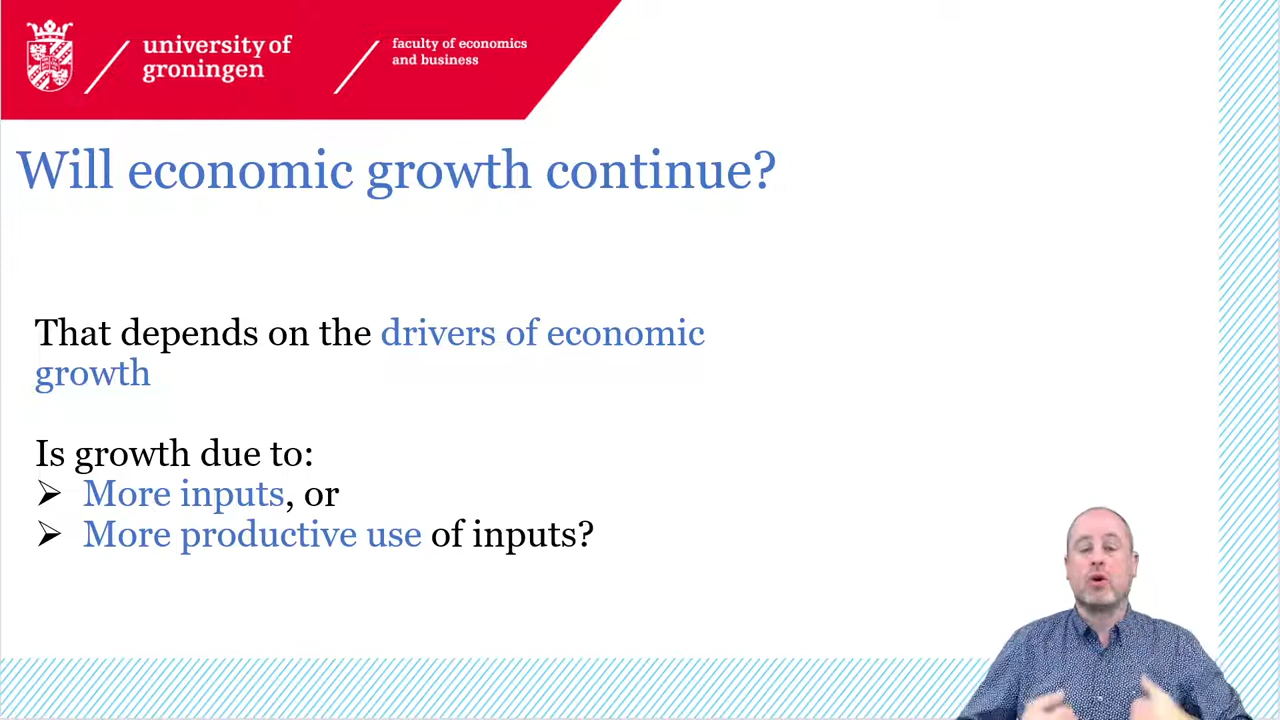 university of
groningen
faculty of economics
and business
Will economic growth continue?
That depends on the drivers of economic
growth
Is growth due to:
➢ More inputs, or
➢ More productive use of inputs?